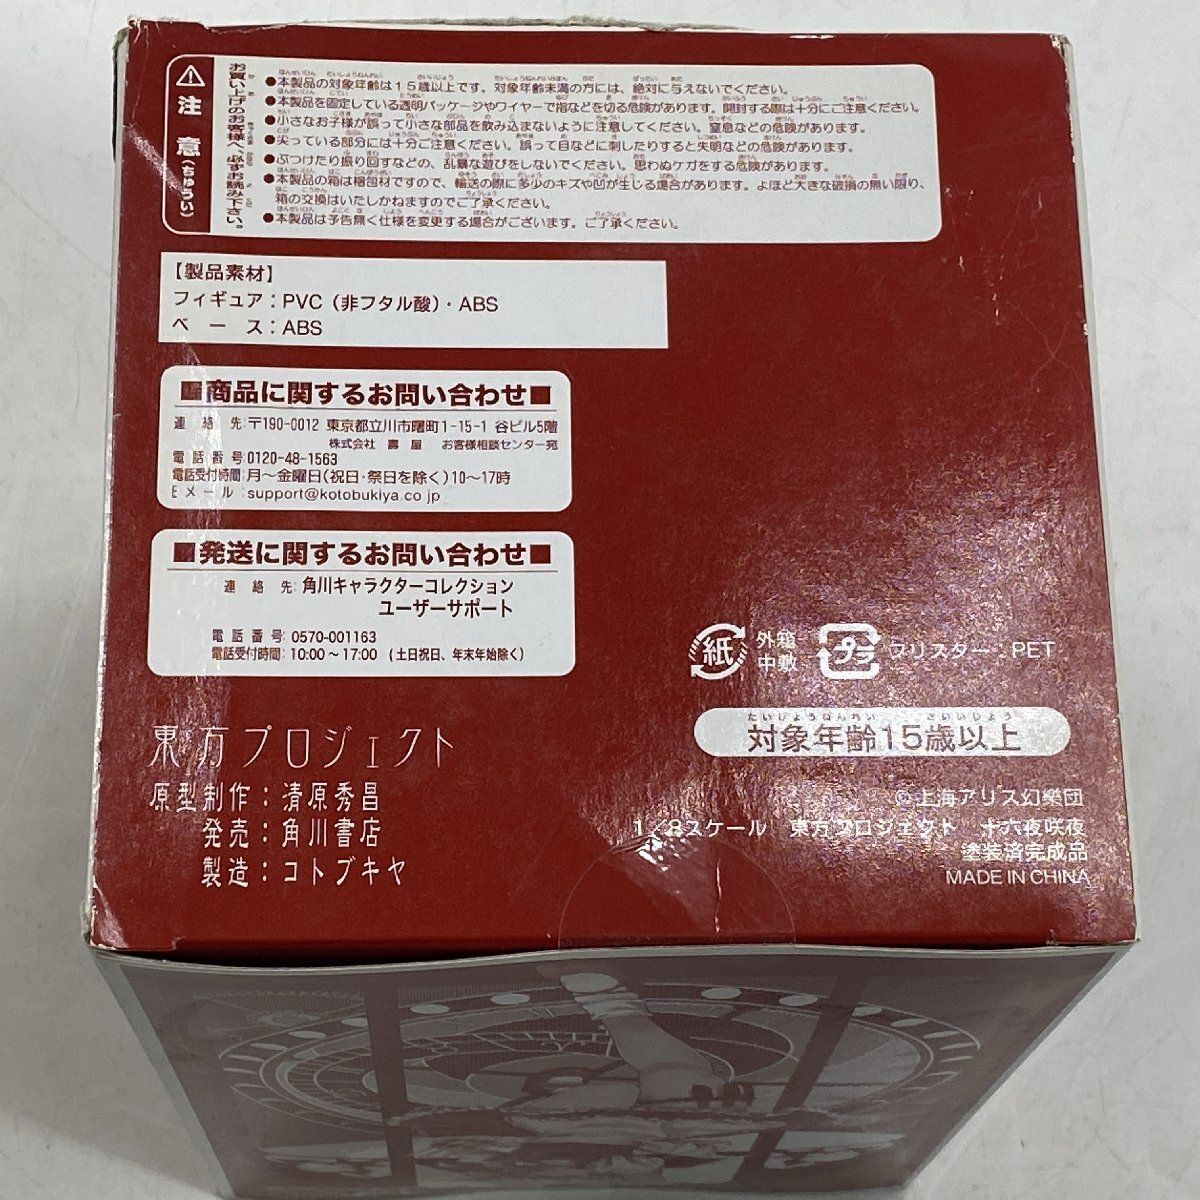 注意
(ちゅうい)
お買い上げのお客様へ 必ずお読み下さい。
●本製品の対象年齢は15歳以上です。対象年齢未満の方には、絶対に与えないでください。
●本製品を固定している透明パッケージやワイヤーで指などを切る危険があります。開封する際は十分にご注意ください。
●小さなお子様が誤って小さな部品を飲み込まないように注意してください。窒息などの危険があります。
●尖っている部分には十分ご注意ください。誤って目などに刺したりすると失明などの危険があります。
●ぶつけたり振り回すなどの、乱暴な遊びをしないでください。思わぬケガをする危険があります。
●本製品の箱は梱包材ですので、輸送の際に多少のキズや凹が生じる場合があります。よほど大きな破損の無い限り、
箱の交換はいたしかねますのでご了承ください。
●本製品は予告無く仕様を変更する場合がございます。ご了承ください。
【製品素材】
フィギュア：PVC（非フタル酸）・ABS
ベース：ABS
■商品に関するお問い合わせ■
連絡先：〒190-0012 東京都立川市曙町1-15-1 谷ビル5階
株式会社 壽屋 お客様相談センター宛
電話番号：0120-48-1563
電話受付時間：月～金曜日(祝日・祭日を除く)10～17時
Eメール：support@kotobukiya.co.jp
■発送に関するお問い合わせ■
連絡先：角川キャラクターコレクション
ユーザーサポート
電話番号：0570-001163
電話受付時間：10:00～17:00 (土日祝日、年末年始除く)
紙 外箱 中敷 プラ ブリスター：PET
たいしょうねんれい さいいじょう
対象年齢15歳以上
東方プロジェクト
原型制作：清原秀昌
発売：角川書店
製造：コトブキヤ
©上海アリス幻樂団
1／8スケール 東方プロジェクト 十六夜咲夜
塗装済完成品
MADE IN CHINA